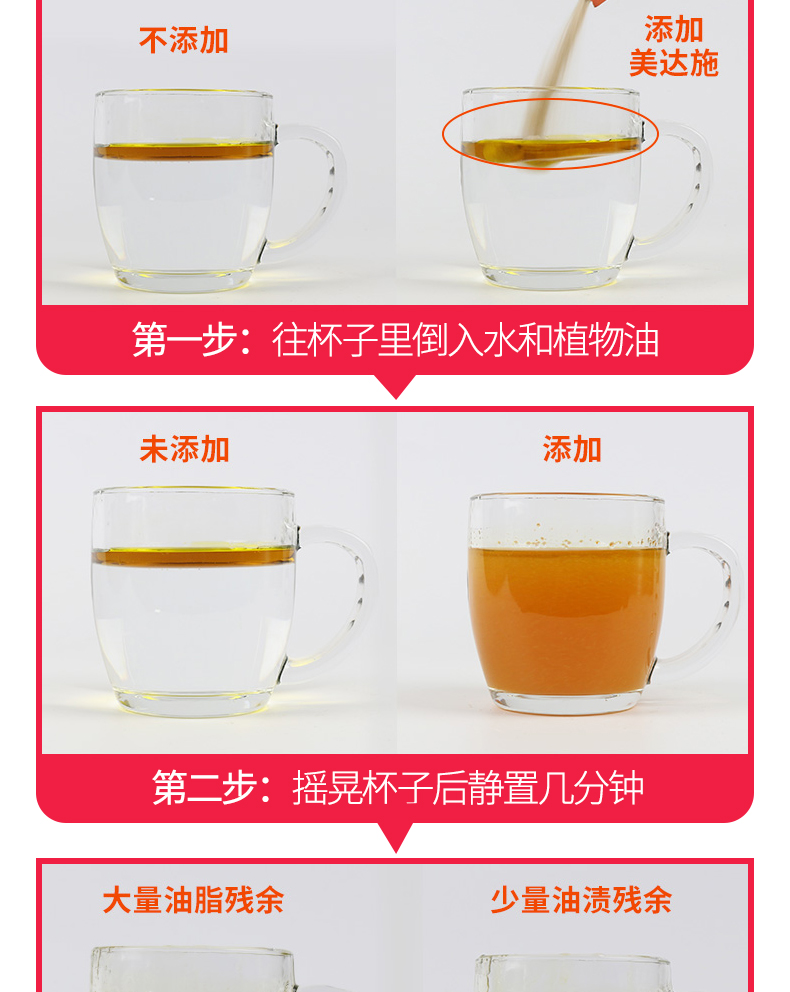 不添加
添加
美达施
第一步：往杯子里倒入水和植物油
未添加
添加
第二步：摇晃杯子后静置几分钟
大量油脂残余
少量油渍残余